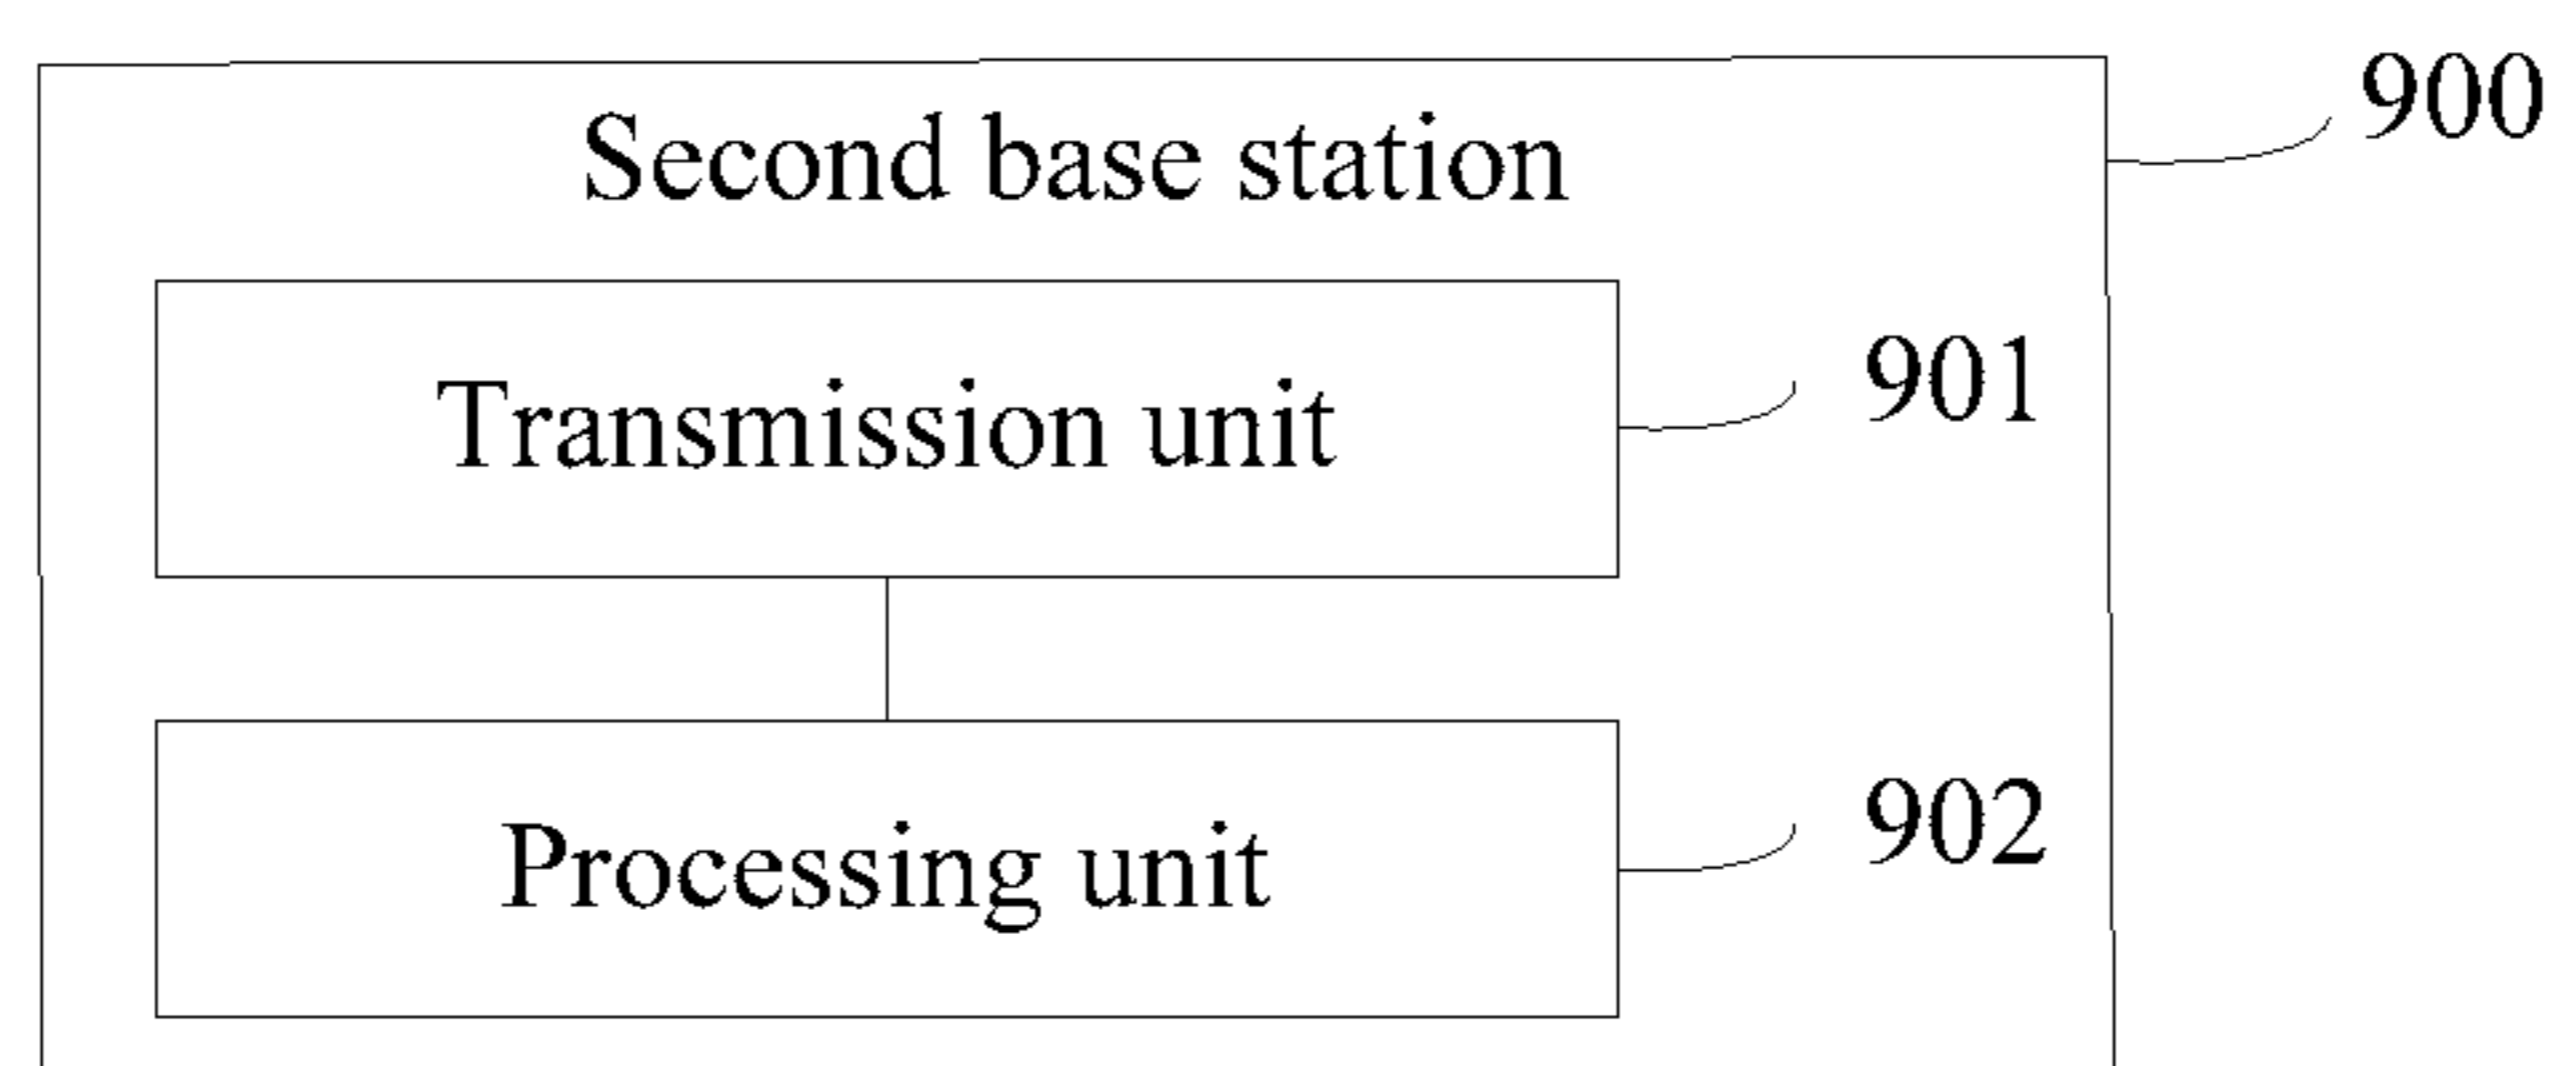 900
Second base station
Transmission unit
901
Processing unit
902